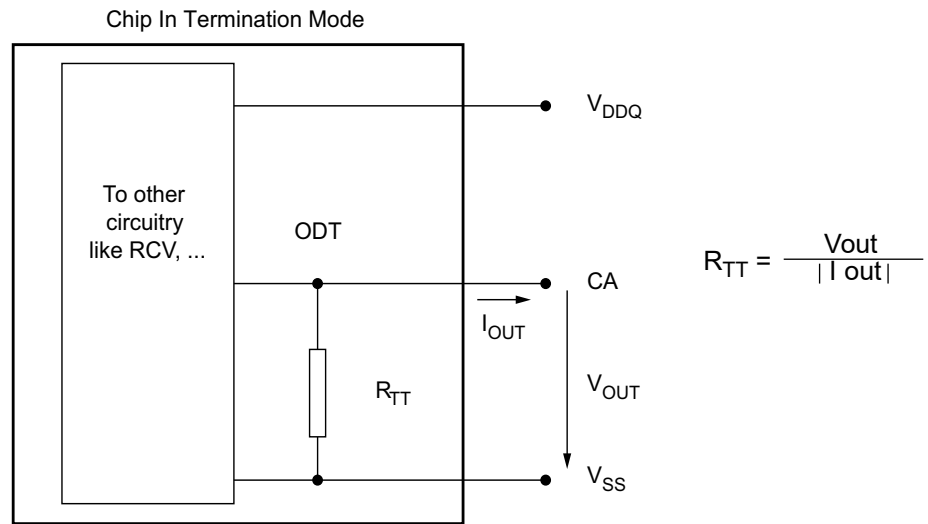 Chip In Termination Mode
V_DDQ
To other
circuitry
like RCV, ...
ODT
CA
I_OUT
R_TT
V_OUT
V_SS
R_TT = Vout
| I out |